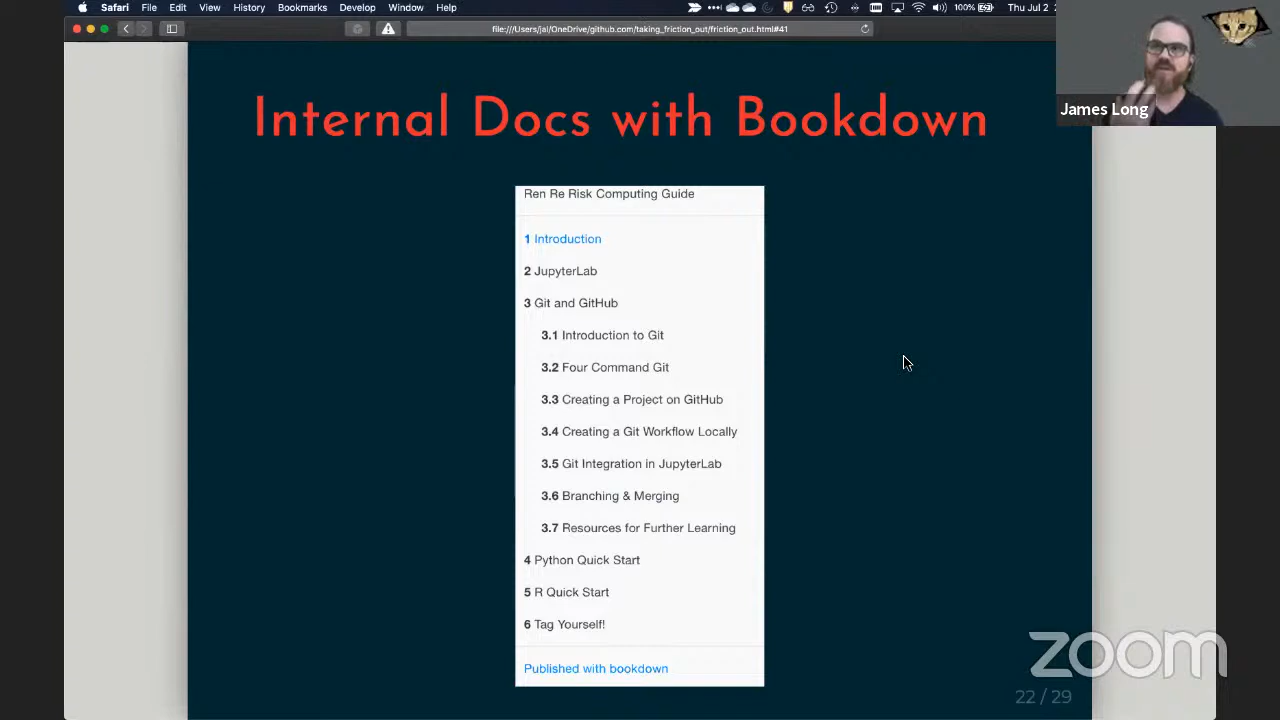 Safari File Edit View History Bookmarks Develop Window Help 100% Thu Jul 2
file:///Users/jal/OneDrive/github.com/taking_friction_out/friction_out.html#41
James Long
Internal Docs with Bookdown
Ren Re Risk Computing Guide
1 Introduction
2 JupyterLab
3 Git and GitHub
3.1 Introduction to Git
3.2 Four Command Git
3.3 Creating a Project on GitHub
3.4 Creating a Git Workflow Locally
3.5 Git Integration in JupyterLab
3.6 Branching & Merging
3.7 Resources for Further Learning
4 Python Quick Start
5 R Quick Start
6 Tag Yourself!
Published with bookdown
zoom
22 / 29